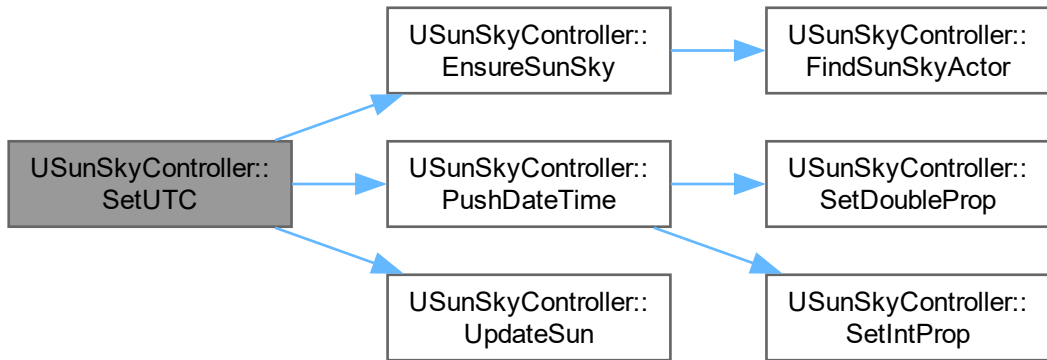 USunSkyController::
SetUTC
USunSkyController::
EnsureSunSky
USunSkyController::
FindSunSkyActor
USunSkyController::
PushDateTime
USunSkyController::
SetDoubleProp
USunSkyController::
UpdateSun
USunSkyController::
SetIntProp